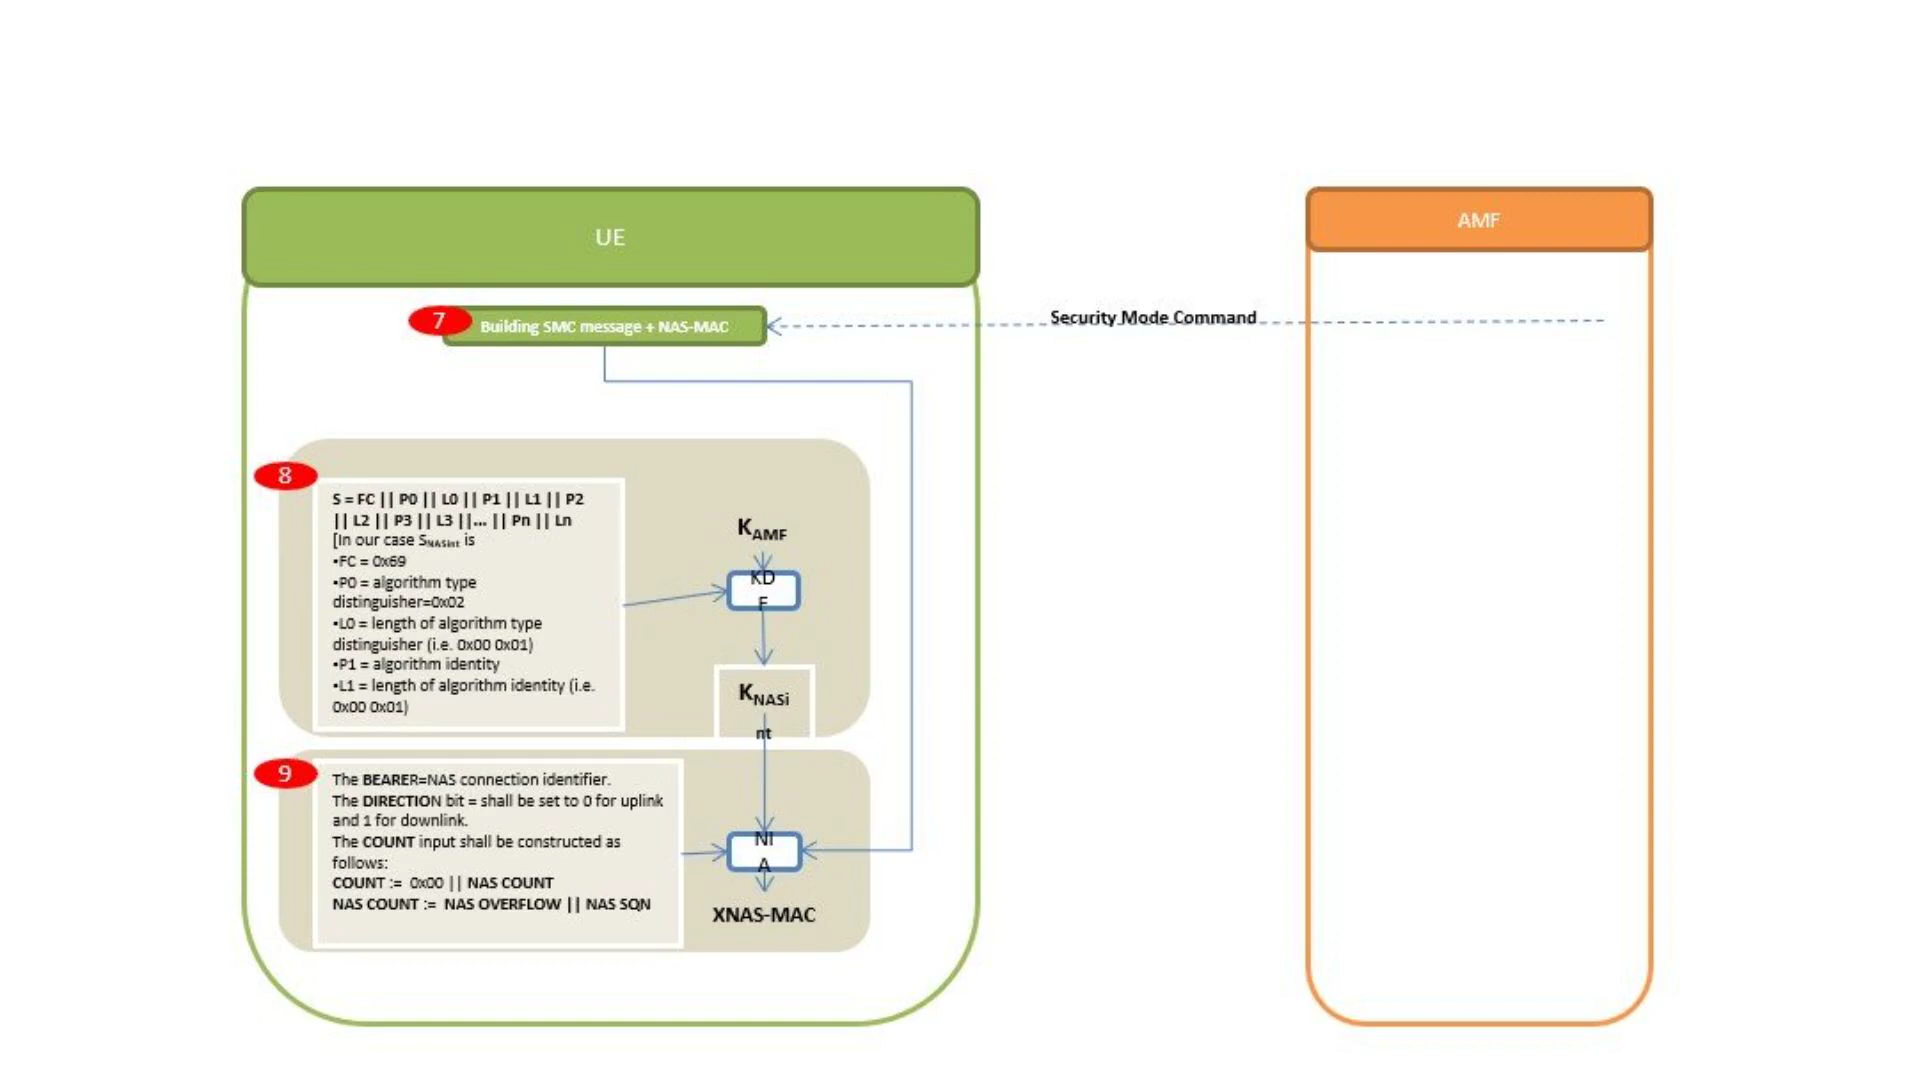 UE
AMF
7
Building SMC message + NAS-MAC
Security Mode Command
8
S = FC || P0 || L0 || P1 || L1 || P2
|| L2 || P3 || L3 ||... || Pn || Ln
[In our case SNASint is
•FC = 0x69
•P0 = algorithm type
distinguisher=0x02
•L0 = length of algorithm type
distinguisher (i.e. 0x00 0x01)
•P1 = algorithm identity
•L1 = length of algorithm identity (i.e.
0x00 0x01)
KAMF
KD
F
KNASi
nt
9
The BEARER=NAS connection identifier.
The DIRECTION bit = shall be set to 0 for uplink
and 1 for downlink.
The COUNT input shall be constructed as
follows:
COUNT := 0x00 || NAS COUNT
NAS COUNT := NAS OVERFLOW || NAS SQN
NI
A
XNAS-MAC